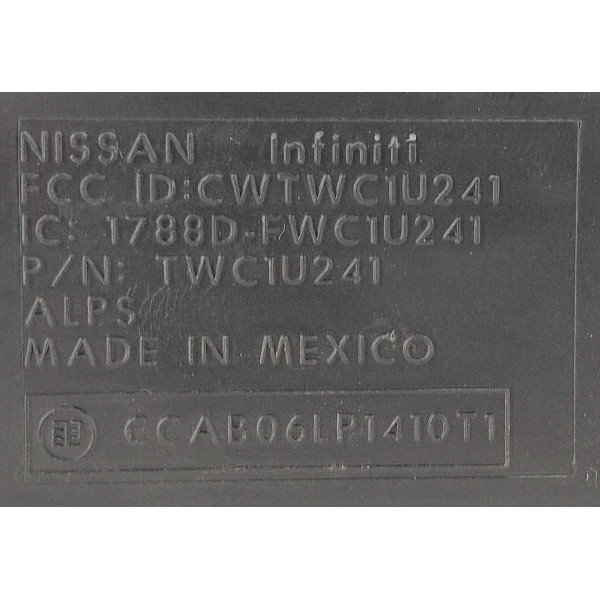 NISSAN Infiniti
FCC ID:CWTWC1U241
IC: 1788D-FWC1U241
P/N: TWC1U241
ALPS
MADE IN MEXICO
CCAB06LP1410T1